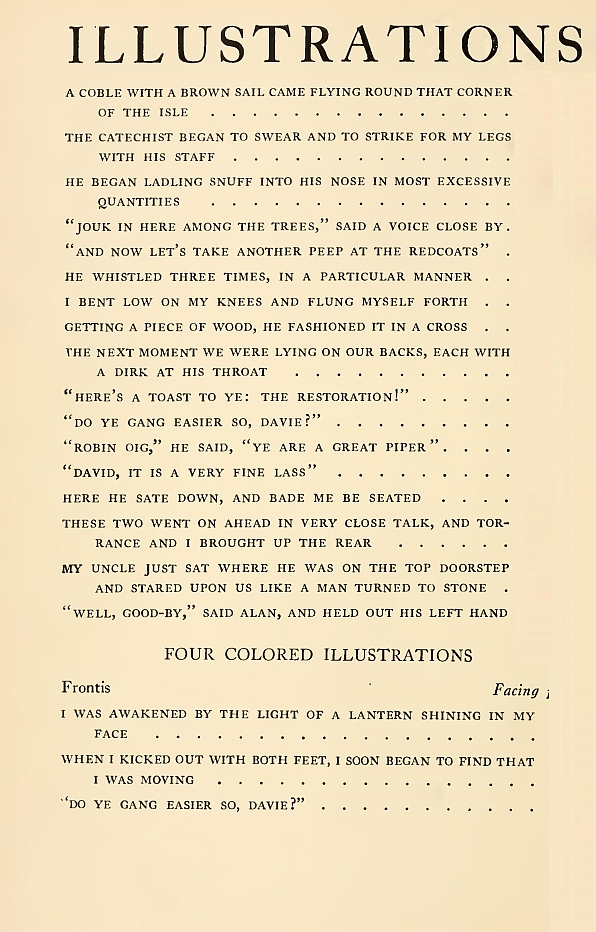 ILLUSTRATIONS
A COBLE WITH A BROWN SAIL CAME FLYING ROUND THAT CORNER
OF THE ISLE . . . . . . . . . . . . . .
THE CATECHIST BEGAN TO SWEAR AND TO STRIKE FOR MY LEGS
WITH HIS STAFF . . . . . . . . . . . . .
HE BEGAN LADLING SNUFF INTO HIS NOSE IN MOST EXCESSIVE
QUANTITIES . . . . . . . . . . . . . .
"JOUK IN HERE AMONG THE TREES," SAID A VOICE CLOSE BY.
"AND NOW LET'S TAKE ANOTHER PEEP AT THE REDCOATS" .
HE WHISTLED THREE TIMES, IN A PARTICULAR MANNER . .
I BENT LOW ON MY KNEES AND FLUNG MYSELF FORTH . .
GETTING A PIECE OF WOOD, HE FASHIONED IT IN A CROSS . .
THE NEXT MOMENT WE WERE LYING ON OUR BACKS, EACH WITH
A DIRK AT HIS THROAT . . . . . . . . . . .
"HERE'S A TOAST TO YE: THE RESTORATION!" . . . . .
"DO YE GANG EASIER SO, DAVIE?" . . . . . . . . .
"ROBIN OIG," HE SAID, "YE ARE A GREAT PIPER" . . . .
"DAVID, IT IS A VERY FINE LASS" . . . . . . . . .
HERE HE SATE DOWN, AND BADE ME BE SEATED . . . .
THESE TWO WENT ON AHEAD IN VERY CLOSE TALK, AND TOR-
RANCE AND I BROUGHT UP THE REAR . . . . . .
MY UNCLE JUST SAT WHERE HE WAS ON THE TOP DOORSTEP
AND STARED UPON US LIKE A MAN TURNED TO STONE .
"WELL, GOOD-BY," SAID ALAN, AND HELD OUT HIS LEFT HAND
FOUR COLORED ILLUSTRATIONS
Frontis Facing
I WAS AWAKENED BY THE LIGHT OF A LANTERN SHINING IN MY
FACE . . . . . . . . . . . . . . . . . .
WHEN I KICKED OUT WITH BOTH FEET, I SOON BEGAN TO FIND THAT
I WAS MOVING . . . . . . . . . . . . . . .
"DO YE GANG EASIER SO, DAVIE?" . . . . . . . . . .